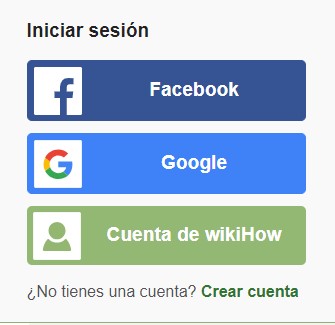 Iniciar sesión
Facebook
Google
Cuenta de wikiHow
¿No tienes una cuenta? Crear cuenta